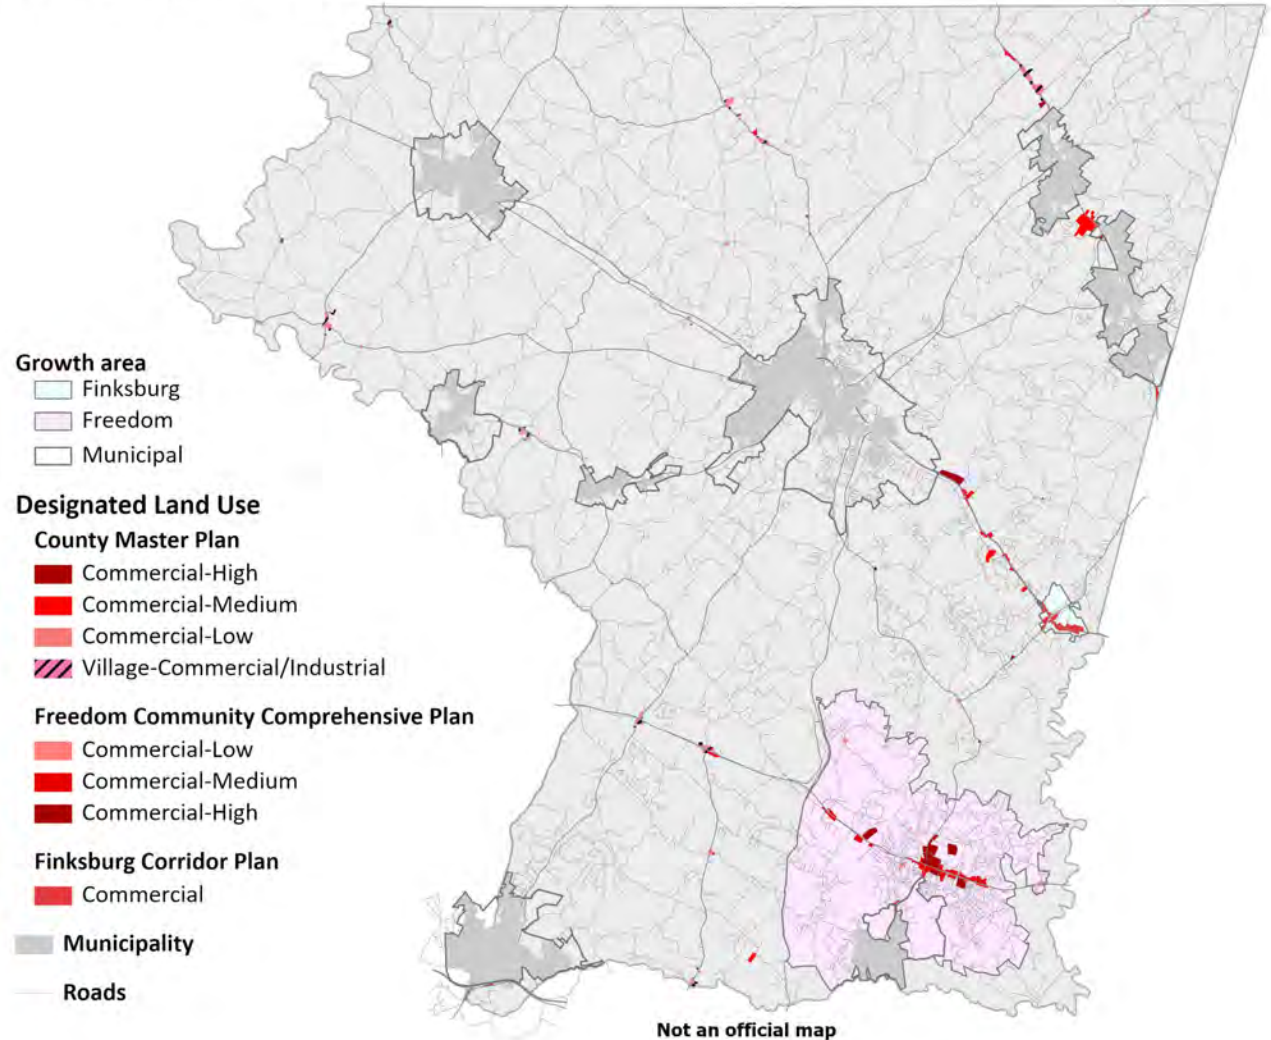 Growth area
Finksburg
Freedom
Municipal
Designated Land Use
County Master Plan
Commercial-High
Commercial-Medium
Commercial-Low
Village-Commercial/Industrial
Freedom Community Comprehensive Plan
Commercial-Low
Commercial-Medium
Commercial-High
Finksburg Corridor Plan
Commercial
Municipality
Roads
Not an official map